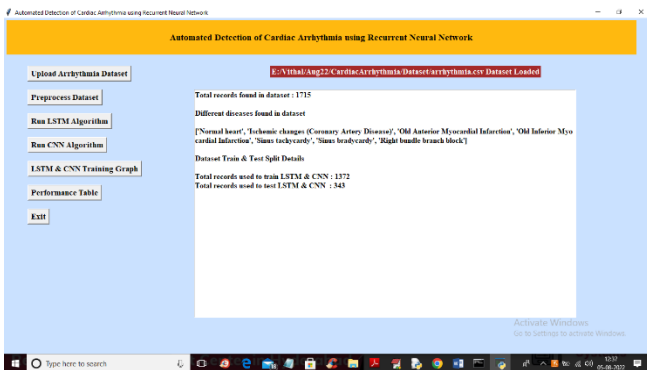 Automated Detection of Cardiac Arrhythmia using Recurrent Neural Network
Automated Detection of Cardiac Arrhythmia using Recurrent Neural Network
Upload Arrhythmia Dataset
E:/Vithal/Aug22/CardiacArrhythmia/Dataset/arrhythmia.csv Dataset Loaded
Preprocess Dataset
Run LSTM Algorithm
Run CNN Algorithm
LSTM & CNN Training Graph
Performance Table
Exit
Total records found in dataset : 1715
Different diseases found in dataset
['Normal heart', 'Ischemic changes (Coronary Artery Disease)', 'Old Anterior Myocardial Infarction', 'Old Inferior Myo
cardial Infarction', 'Sinus tachycardy', 'Sinus bradycardy', 'Right bundle branch block']
Dataset Train & Test Split Details
Total records used to train LSTM & CNN : 1372
Total records used to test LSTM & CNN : 343
Activate Windows
Go to Settings to activate Windows.
Type here to search
12:37
05-08-2022